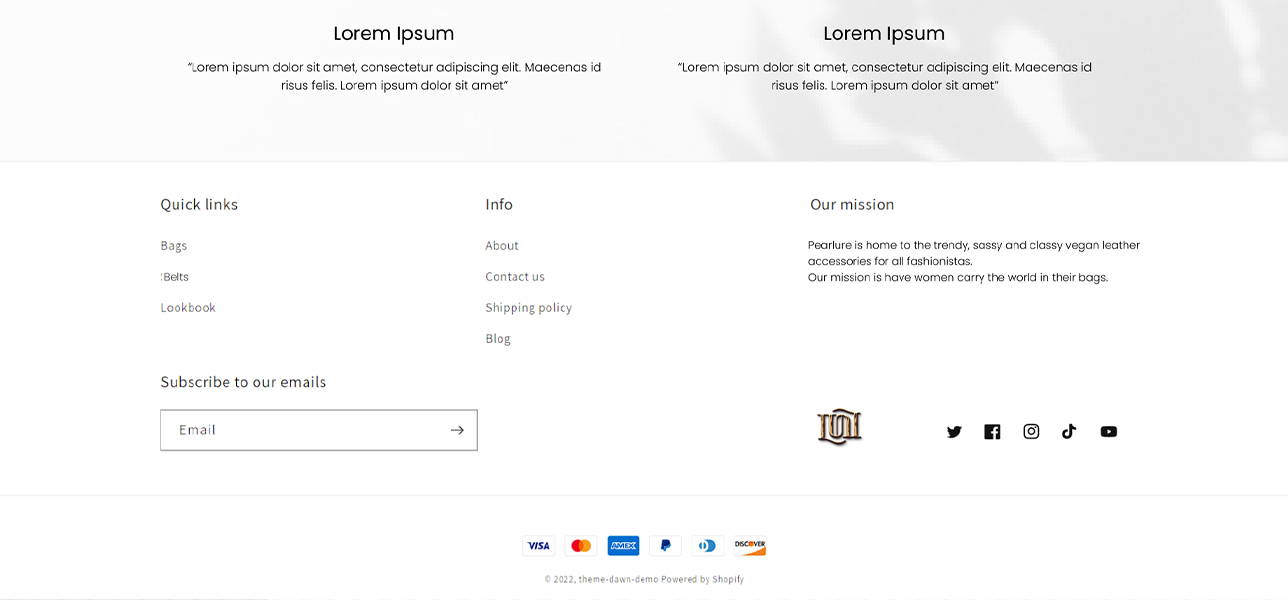 Lorem Ipsum
“Lorem ipsum dolor sit amet, consectetur adipiscing elit. Maecenas id
risus felis. Lorem ipsum dolor sit amet”
Lorem Ipsum
“Lorem ipsum dolor sit amet, consectetur adipiscing elit. Maecenas id
risus felis. Lorem ipsum dolor sit amet”
Quick links
Bags
Belts
Lookbook
Info
About
Contact us
Shipping policy
Blog
Our mission
Pearlure is home to the trendy, sassy and classy vegan leather
accessories for all fashionistas.
Our mission is have women carry the world in their bags.
Subscribe to our emails
Email
VISA
AMEX
DISCOVER
© 2022, theme-dawn-demo Powered by Shopify